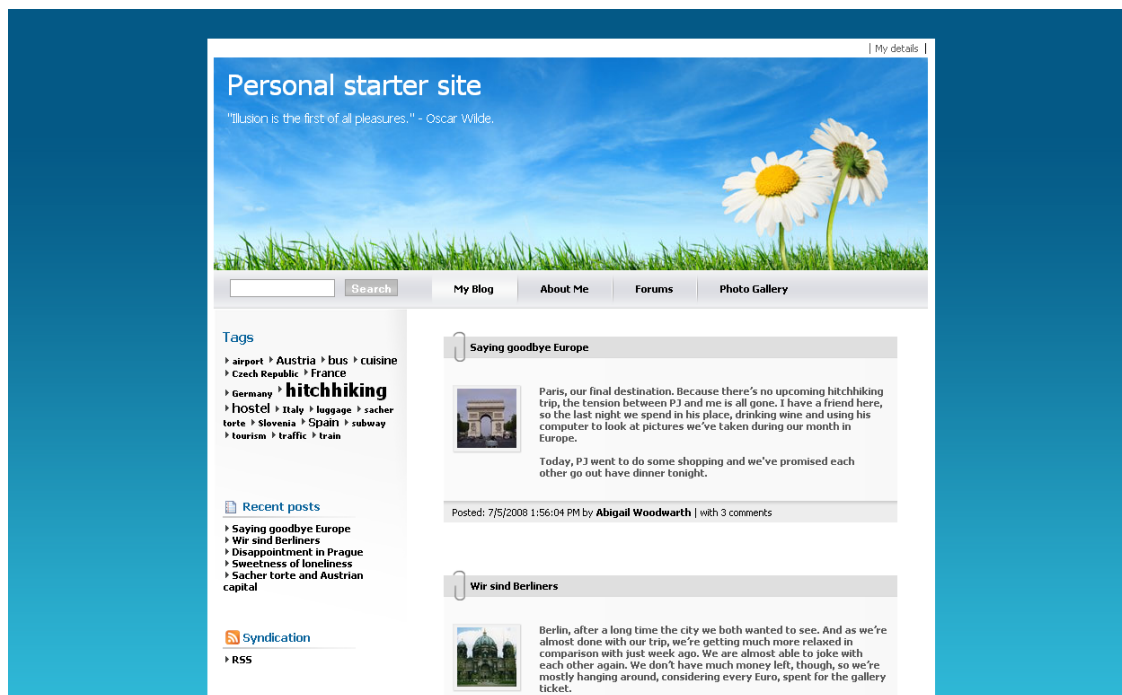 | My details |
Personal starter site
"Illusion is the first of all pleasures." - Oscar Wilde.
Search
My Blog
About Me
Forums
Photo Gallery
Tags
airport Austria bus cuisine
Czech Republic France
Germany hitchhiking
hostel Italy luggage sacher
torte Slovenia Spain subway
tourism traffic train
Recent posts
Saying goodbye Europe
Wir sind Berliners
Disappointment in Prague
Sweetness of loneliness
Sacher torte and Austrian
capital
Syndication
RSS
Saying goodbye Europe
Paris, our final destination. Because there's no upcoming hitchhiking
trip, the tension between PJ and me is all gone. I have a friend here,
so the last night we spend in his place, drinking wine and using his
computer to look at pictures we've taken during our month in
Europe.
Today, PJ went to do some shopping and we've promised each
other go out have dinner tonight.
Posted: 7/5/2008 1:56:04 PM by Abigail Woodwarth | with 3 comments
Wir sind Berliners
Berlin, after a long time the city we both wanted to see. And as we're
almost done with our trip, we're getting much more relaxed in
comparison with just week ago. We are almost able to joke with
each other again. We don't have much money left, though, so we're
mostly hanging around, considering every Euro, spent for the gallery
ticket.